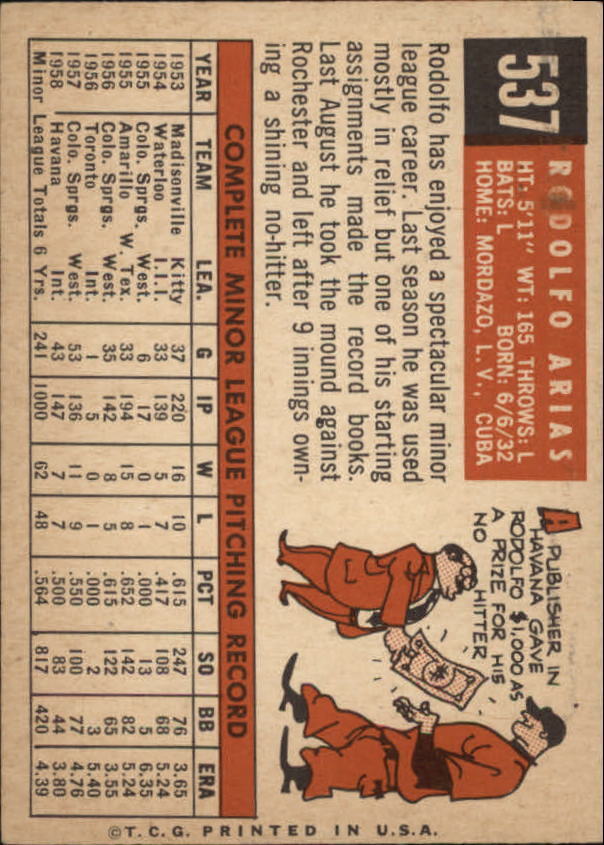 537
RODOLFO ARIAS
HT: 5'11" WT: 165 THROWS: L
BATS: L BORN: 6/6/32
HOME: MORDAZO, L.V., CUBA
Rodolfo has enjoyed a spectacular minor
league career. Last season he was used
mostly in relief but one of his starting
assignments made the record books.
Last August he took the mound against
Rochester and left after 9 innings own-
ing a shining no-hitter.
A PUBLISHER IN
HAVANA GAVE
RODOLFO $1,000 AS
A PRIZE FOR HIS
NO HITTER
COMPLETE MINOR LEAGUE PITCHING RECORD
YEAR TEAM LEA. G IP W L PCT SO BB ERA
1953 Madisonville Kitty 37 220 16 10 .615 247 76 3.65
1954 Waterloo I.I.I. 33 139 5 7 .417 108 68 5.24
1955 Colo. Sprgs. West. 6 17 0 1 .000 13 5 6.35
1955 Amarillo W. Tex. 33 194 15 8 .652 142 82 5.24
1956 Colo. Sprgs. West. 35 142 8 5 .615 122 65 3.55
1956 Toronto Int. 1 5 0 1 .000 2 3 5.40
1957 Colo. Sprgs. West. 53 136 11 9 .550 100 77 4.76
1958 Havana Int. 43 147 7 7 .500 83 44 3.80
Minor League Totals 6 Yrs. 241 1000 62 48 .564 817 420 4.39
©T.C.G. PRINTED IN U.S.A.